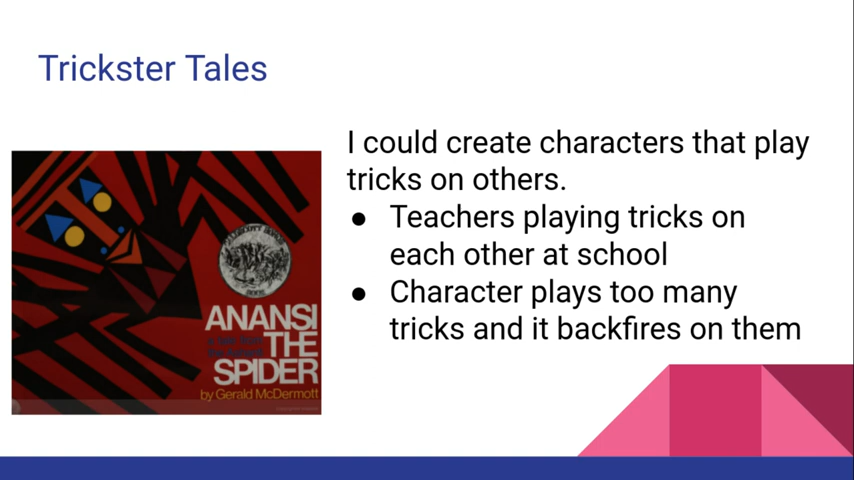 Trickster Tales
I could create characters that play
tricks on others.
● Teachers playing tricks on
each other at school
● Character plays too many
tricks and it backfires on them
ANANSI
THE
SPIDER
by Gerald McDermott